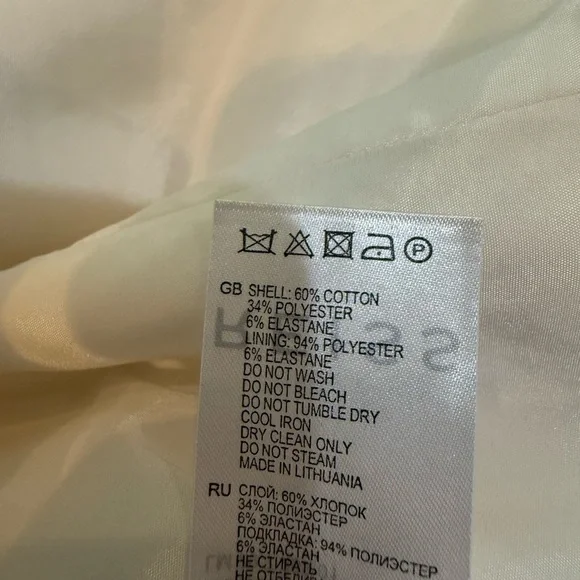 P
GB SHELL: 60% COTTON
34% POLYESTER
6% ELASTANE
LINING: 94% POLYESTER
6% ELASTANE
DO NOT WASH
DO NOT BLEACH
DO NOT TUMBLE DRY
COOL IRON
DRY CLEAN ONLY
DO NOT STEAM
MADE IN LITHUANIA
RU СЛОЙ: 60% ХЛОПОК
34% ПОЛИЭСТЕР
6% ЭЛАСТАН
ПОДКЛАДКА: 94% ПОЛИЭСТЕР
6% ЭЛАСТАН
НЕ СТИРАТЬ
НЕ ОТБЕЛИ